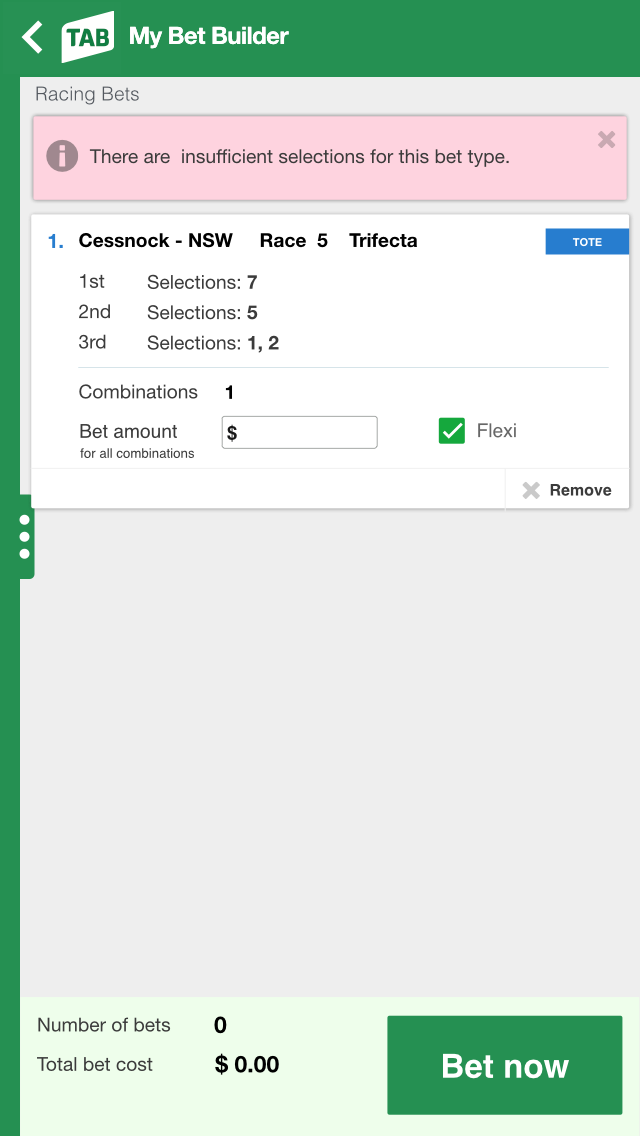 TAB My Bet Builder
Racing Bets
There are  insufficient selections for this bet type.
1. Cessnock - NSW Race 5 Trifecta TOTE
1st Selections: 7
2nd Selections: 5
3rd Selections: 1, 2
Combinations 1
Bet amount $ Flexi
for all combinations
Remove
Number of bets 0
Total bet cost $ 0.00
Bet now